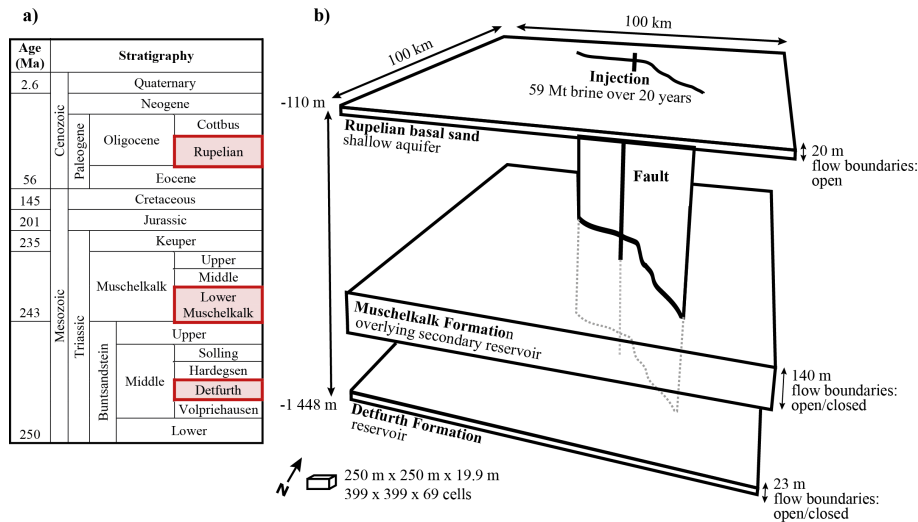 a)
Age
(Ma)
Stratigraphy
2.6
56
145
201
235
243
250
Cenozoic
Mesozoic
Paleogene
Triassic
Quaternary
Neogene
Oligocene
Cottbus
Rupelian
Eocene
Cretaceous
Jurassic
Keuper
Muschelkalk
Upper
Middle
Lower
Muschelkalk
Buntsandstein
Upper
Middle
Solling
Hardegsen
Detfurth
Volpriehausen
Lower
b)
100 km
100 km
Injection
59 Mt brine over 20 years
-110 m
Rupelian basal sand
shallow aquifer
20 m
flow boundaries:
open
Fault
Muschelkalk Formation
overlying secondary reservoir
140 m
flow boundaries:
open/closed
-1 448 m
Detfurth Formation
reservoir
23 m
flow boundaries:
open/closed
N
250 m x 250 m x 19.9 m
399 x 399 x 69 cells